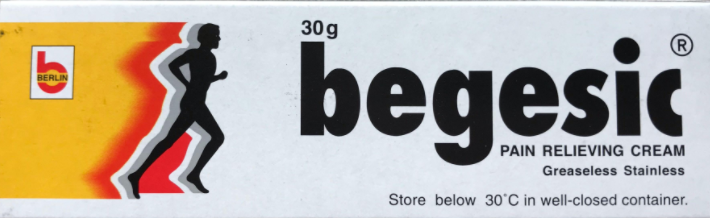 30g
BERLIN
begesic®
PAIN RELIEVING CREAM
Greaseless Stainless
Store below 30°C in well-closed container.